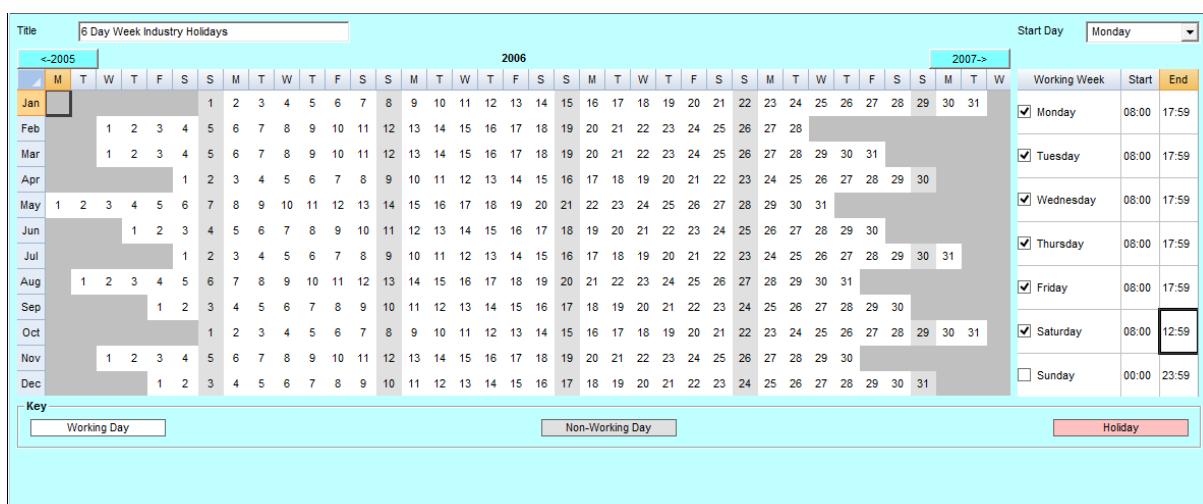 Title 6 Day Week Industry Holidays Start Day Monday
<-2005 2006 2007->
M T W T F S S M T W T F S S M T W T F S S M T W T F S S M T W T F S S M T W Working Week Start End
Jan 1 2 3 4 5 6 7 8 9 10 11 12 13 14 15 16 17 18 19 20 21 22 23 24 25 26 27 28 29 30 31
Monday 08:00 17:59
Feb 1 2 3 4 5 6 7 8 9 10 11 12 13 14 15 16 17 18 19 20 21 22 23 24 25 26 27 28
Mar 1 2 3 4 5 6 7 8 9 10 11 12 13 14 15 16 17 18 19 20 21 22 23 24 25 26 27 28 29 30 31
Tuesday 08:00 17:59
Apr 1 2 3 4 5 6 7 8 9 10 11 12 13 14 15 16 17 18 19 20 21 22 23 24 25 26 27 28 29 30
May 1 2 3 4 5 6 7 8 9 10 11 12 13 14 15 16 17 18 19 20 21 22 23 24 25 26 27 28 29 30 31
Wednesday 08:00 17:59
Jun 1 2 3 4 5 6 7 8 9 10 11 12 13 14 15 16 17 18 19 20 21 22 23 24 25 26 27 28 29 30
Thursday 08:00 17:59
Jul 1 2 3 4 5 6 7 8 9 10 11 12 13 14 15 16 17 18 19 20 21 22 23 24 25 26 27 28 29 30 31
Aug 1 2 3 4 5 6 7 8 9 10 11 12 13 14 15 16 17 18 19 20 21 22 23 24 25 26 27 28 29 30 31
Friday 08:00 17:59
Sep 1 2 3 4 5 6 7 8 9 10 11 12 13 14 15 16 17 18 19 20 21 22 23 24 25 26 27 28 29 30
Oct 1 2 3 4 5 6 7 8 9 10 11 12 13 14 15 16 17 18 19 20 21 22 23 24 25 26 27 28 29 30 31
Saturday 08:00 12:59
Nov 1 2 3 4 5 6 7 8 9 10 11 12 13 14 15 16 17 18 19 20 21 22 23 24 25 26 27 28 29 30
Sunday 00:00 23:59
Dec 1 2 3 4 5 6 7 8 9 10 11 12 13 14 15 16 17 18 19 20 21 22 23 24 25 26 27 28 29 30 31
Key
Working Day Non-Working Day Holiday